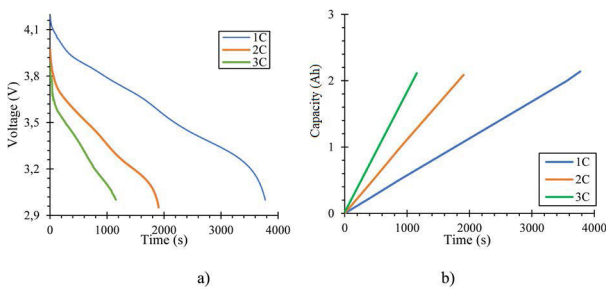 4,1
3,8
3,5
3,2
2,9
Voltage (V)
0
1000
2000
3000
4000
Time (s)
1C
2C
3C
a)
3
2
1
0
Capacity (Ah)
0
1000
2000
3000
4000
Time (s)
1C
2C
3C
b)